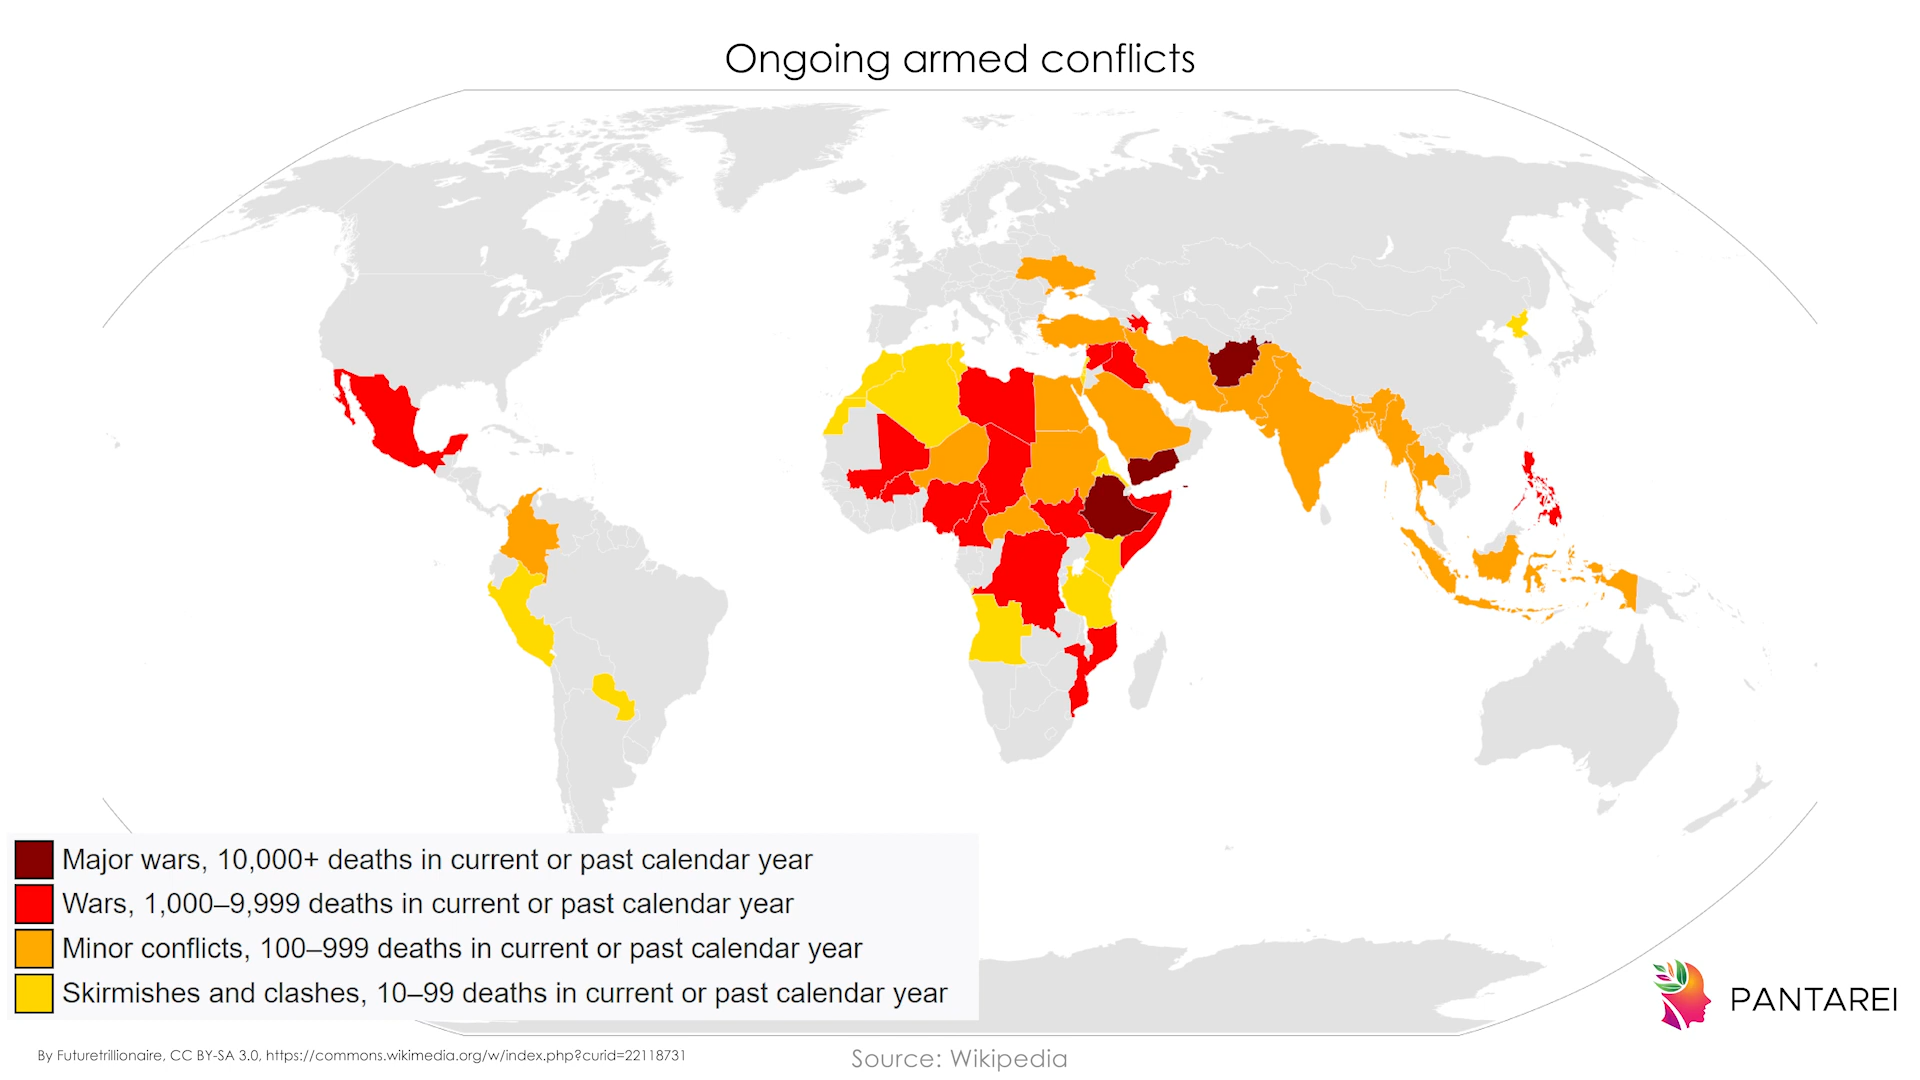 Ongoing armed conflicts
Major wars, 10,000+ deaths in current or past calendar year
Wars, 1,000–9,999 deaths in current or past calendar year
Minor conflicts, 100–999 deaths in current or past calendar year
Skirmishes and clashes, 10–99 deaths in current or past calendar year
PANTAREI
By Futuretrillionaire, CC BY-SA 3.0, https://commons.wikimedia.org/w/index.php?curid=22118731
Source: Wikipedia